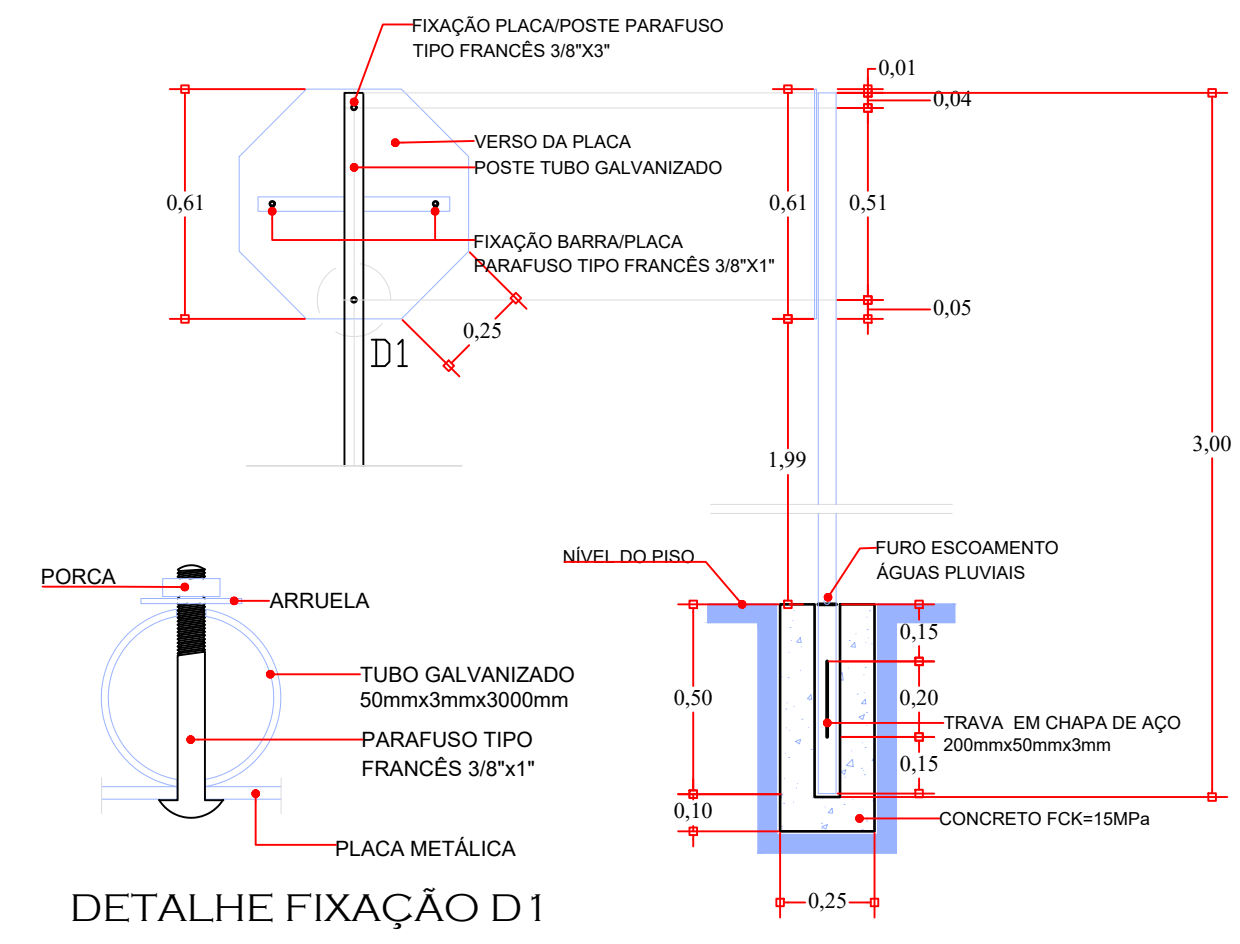 FIXAÇÃO PLACA/POSTE PARAFUSO
TIPO FRANCÊS 3/8"X3"
0,01
0,04
VERSO DA PLACA
POSTE TUBO GALVANIZADO
0,61
0,61
0,51
FIXAÇÃO BARRA/PLACA
PARAFUSO TIPO FRANCÊS 3/8"X1"
0,05
0,25
D1
3,00
1,99
NÍVEL DO PISO
FURO ESCOAMENTO
ÁGUAS PLUVIAIS
PORCA
ARRUELA
0,15
TUBO GALVANIZADO
50mmx3mmx3000mm
0,50
0,20
TRAVA EM CHAPA DE AÇO
200mmx50mmx3mm
PARAFUSO TIPO
FRANCÊS 3/8"x1"
0,15
0,10
CONCRETO FCK=15MPa
PLACA METÁLICA
0,25
DETALHE FIXAÇÃO D1